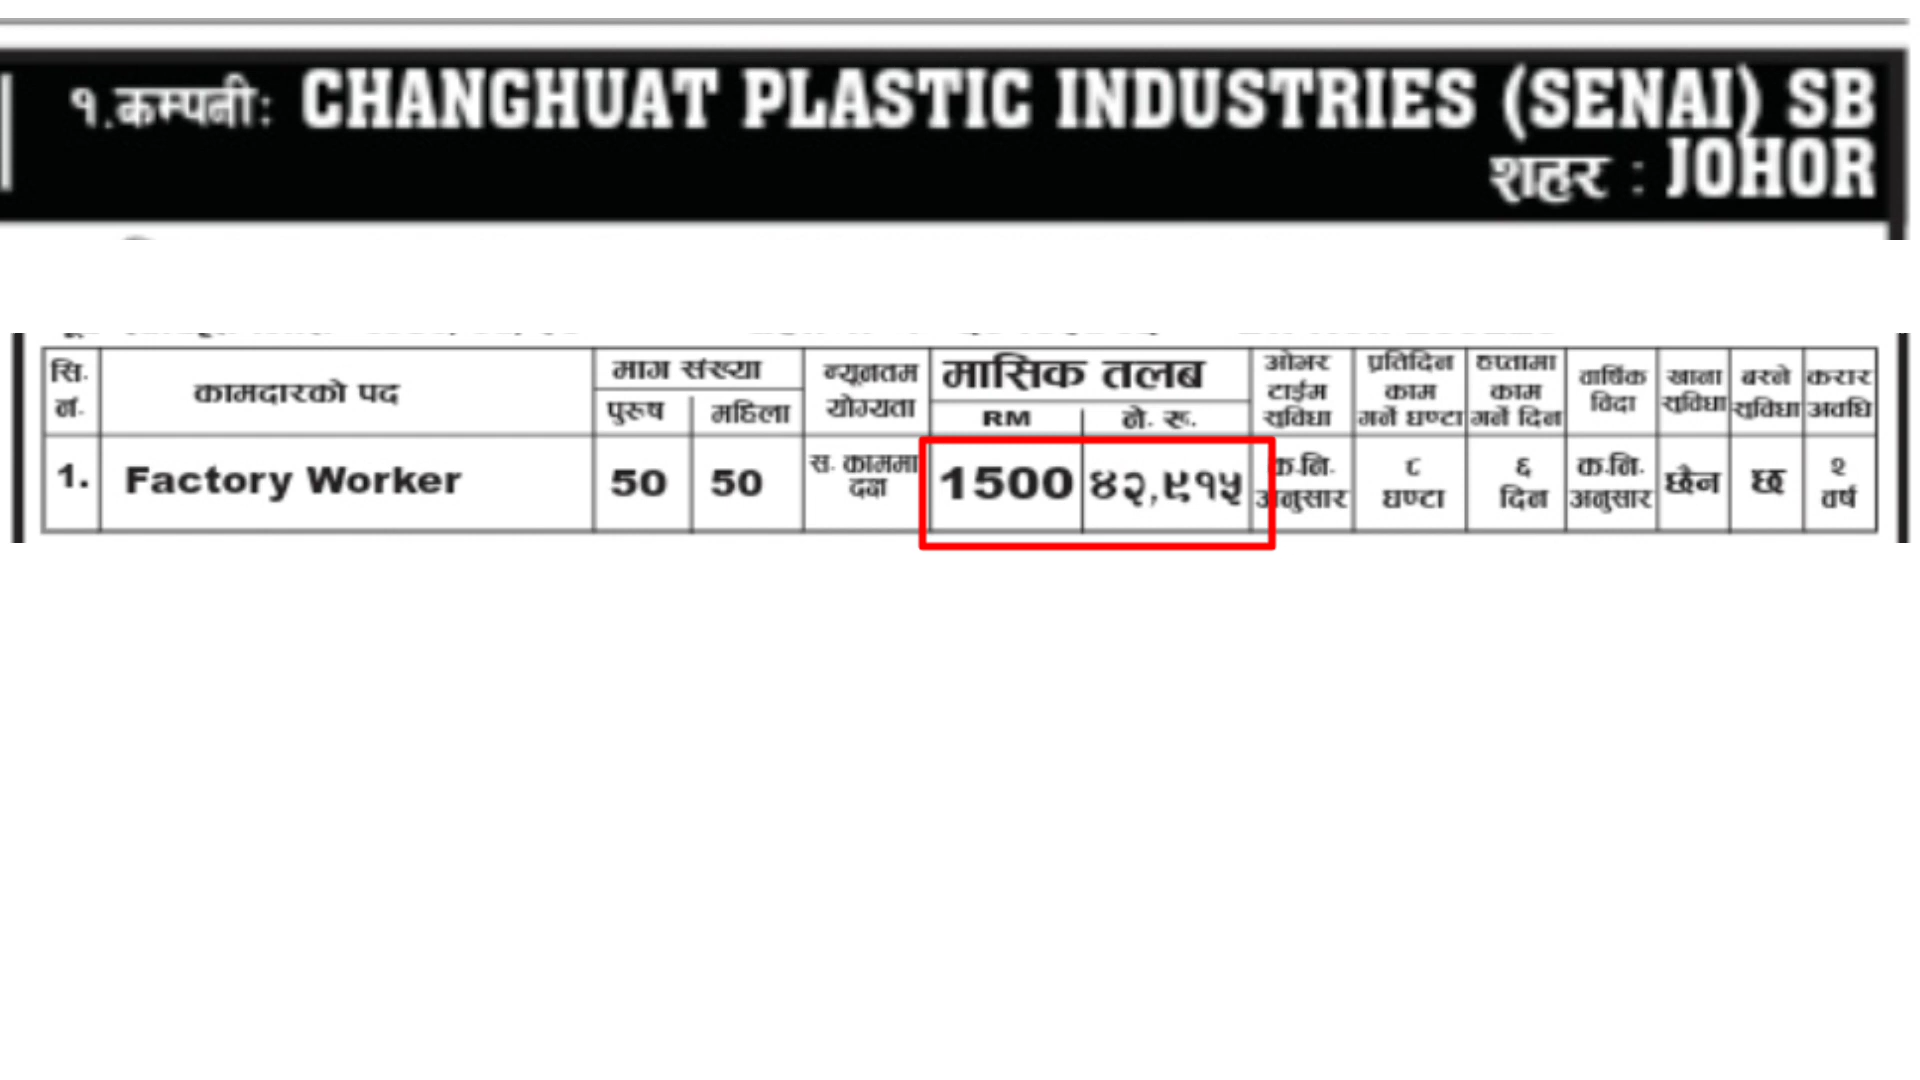 १.कम्पनीः CHANGHUAT PLASTIC INDUSTRIES (SENAI) SB
शहर : JOHOR
सि. नं.
कामदारको पद
माग संख्या
पुरूष
महिला
न्यूनतम योग्यता
मासिक तलब
RM
ने. रू.
ओभर टाईम सुविधा
प्रतिदिन काम गर्ने घण्टा
हप्तामा काम गर्ने दिन
वार्षिक विदा
खाना सुविधा
बस्ने सुविधा
करार अवधि
1.
Factory Worker
50
50
स. काममा दक्ष
1500
४२,९१५
क.नि. अनुसार
८ घण्टा
६ दिन
क.नि. अनुसार
छैन
छ
२ वर्ष